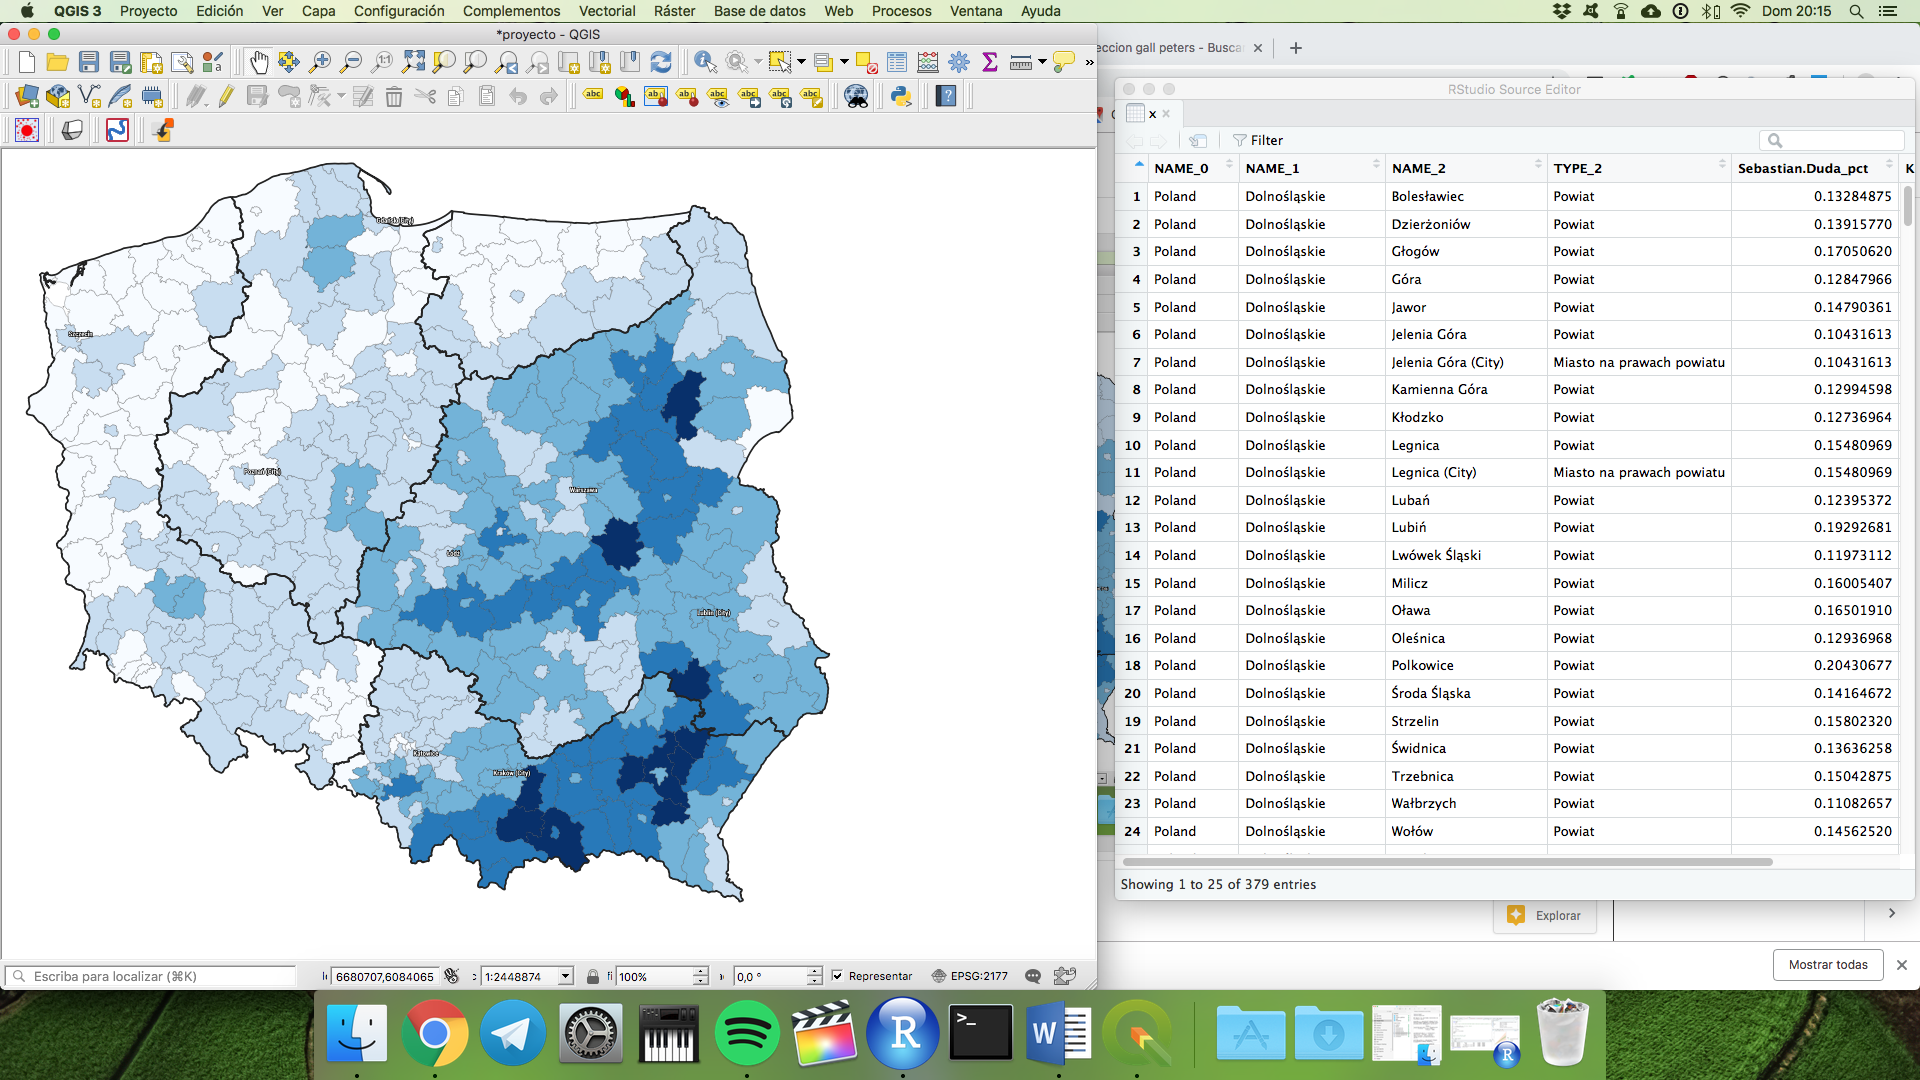 QGIS 3 Proyecto Edición Ver Capa Configuración Complementos Vectorial Ráster Base de datos Web Procesos Ventana Ayuda Dom 20:15
*proyecto - QGIS
eccion gall peters - Busca
RStudio Source Editor
x
Filter
NAME_0 NAME_1 NAME_2 TYPE_2 Sebastian.Duda_pct K
1 Poland Dolnośląskie Bolesławiec Powiat 0.13284875
2 Poland Dolnośląskie Dzierżoniów Powiat 0.13915770
3 Poland Dolnośląskie Głogów Powiat 0.17050620
4 Poland Dolnośląskie Góra Powiat 0.12847966
5 Poland Dolnośląskie Jawor Powiat 0.14790361
6 Poland Dolnośląskie Jelenia Góra Powiat 0.10431613
7 Poland Dolnośląskie Jelenia Góra (City) Miasto na prawach powiatu 0.10431613
8 Poland Dolnośląskie Kamienna Góra Powiat 0.12994598
9 Poland Dolnośląskie Kłodzko Powiat 0.12736964
10 Poland Dolnośląskie Legnica Powiat 0.15480969
11 Poland Dolnośląskie Legnica (City) Miasto na prawach powiatu 0.15480969
12 Poland Dolnośląskie Lubań Powiat 0.12395372
13 Poland Dolnośląskie Lubiń Powiat 0.19292681
14 Poland Dolnośląskie Lwówek Śląski Powiat 0.11973112
15 Poland Dolnośląskie Milicz Powiat 0.16005407
17 Poland Dolnośląskie Oława Powiat 0.16501910
16 Poland Dolnośląskie Oleśnica Powiat 0.12936968
18 Poland Dolnośląskie Polkowice Powiat 0.20430677
20 Poland Dolnośląskie Środa Śląska Powiat 0.14164672
19 Poland Dolnośląskie Strzelin Powiat 0.15802320
21 Poland Dolnośląskie Świdnica Powiat 0.13636258
22 Poland Dolnośląskie Trzebnica Powiat 0.15042875
23 Poland Dolnośląskie Wałbrzych Powiat 0.11082657
24 Poland Dolnośląskie Wołów Powiat 0.14562520
Showing 1 to 25 of 379 entries
Gdańsk (City)
Szczecin
Poznań (City)
Warszawa
Łódź
Lublin (City)
Katowice
Kraków (City)
Explorar
Mostrar todas
Escriba para localizar (⌘K) 6680707,6084065 1:2448874 100% 0,0 ° Representar EPSG:2177